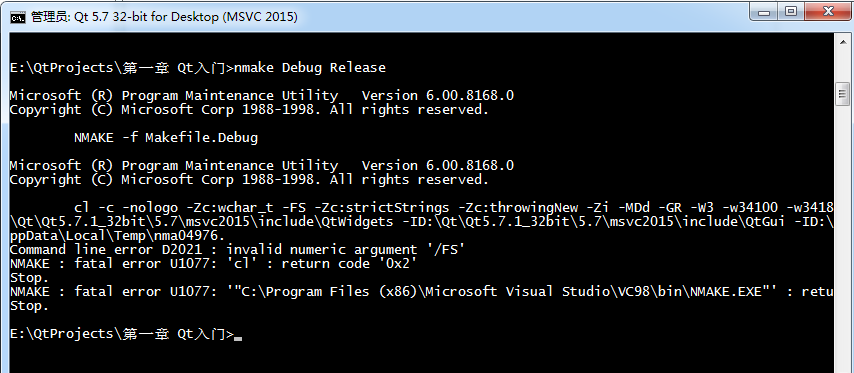 管理员: Qt 5.7 32-bit for Desktop (MSVC 2015)
E:\QtProjects\第一章 Qt入门>nmake Debug Release
Microsoft (R) Program Maintenance Utility   Version 6.00.8168.0
Copyright (C) Microsoft Corp 1988-1998. All rights reserved.
NMAKE -f Makefile.Debug
Microsoft (R) Program Maintenance Utility   Version 6.00.8168.0
Copyright (C) Microsoft Corp 1988-1998. All rights reserved.
cl -c -nologo -Zc:wchar_t -FS -Zc:strictStrings -Zc:throwingNew -Zi -MDd -GR -W3 -w34100 -w3418
\Qt\Qt5.7.1_32bit\5.7\msvc2015\include\QtWidgets -ID:\Qt\Qt5.7.1_32bit\5.7\msvc2015\include\QtGui -ID:\
ppData\Local\Temp\nma04976.
Command line error D2021 : invalid numeric argument '/FS'
NMAKE : fatal error U1077: 'cl' : return code '0x2'
Stop.
NMAKE : fatal error U1077: '"C:\Program Files (x86)\Microsoft Visual Studio\VC98\bin\NMAKE.EXE"' : retu
Stop.
E:\QtProjects\第一章 Qt入门>